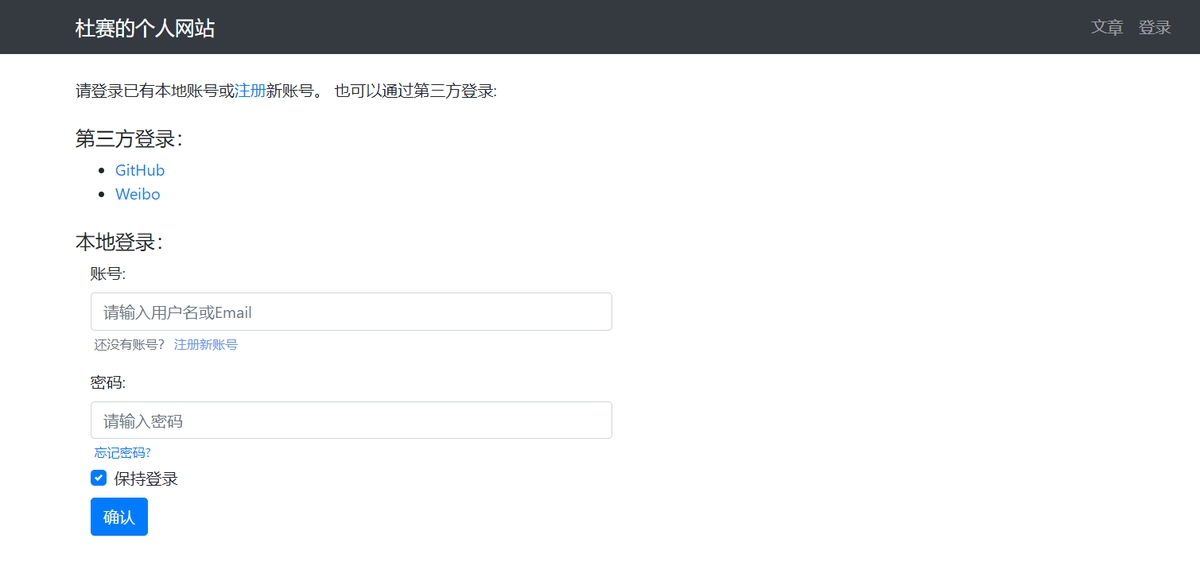 杜赛的个人网站
文章 登录
请登录已有本地账号或注册新账号。 也可以通过第三方登录:
第三方登录：
GitHub
Weibo
本地登录：
账号:
请输入用户名或Email
还没有账号? 注册新账号
密码:
请输入密码
忘记密码?
保持登录
确认